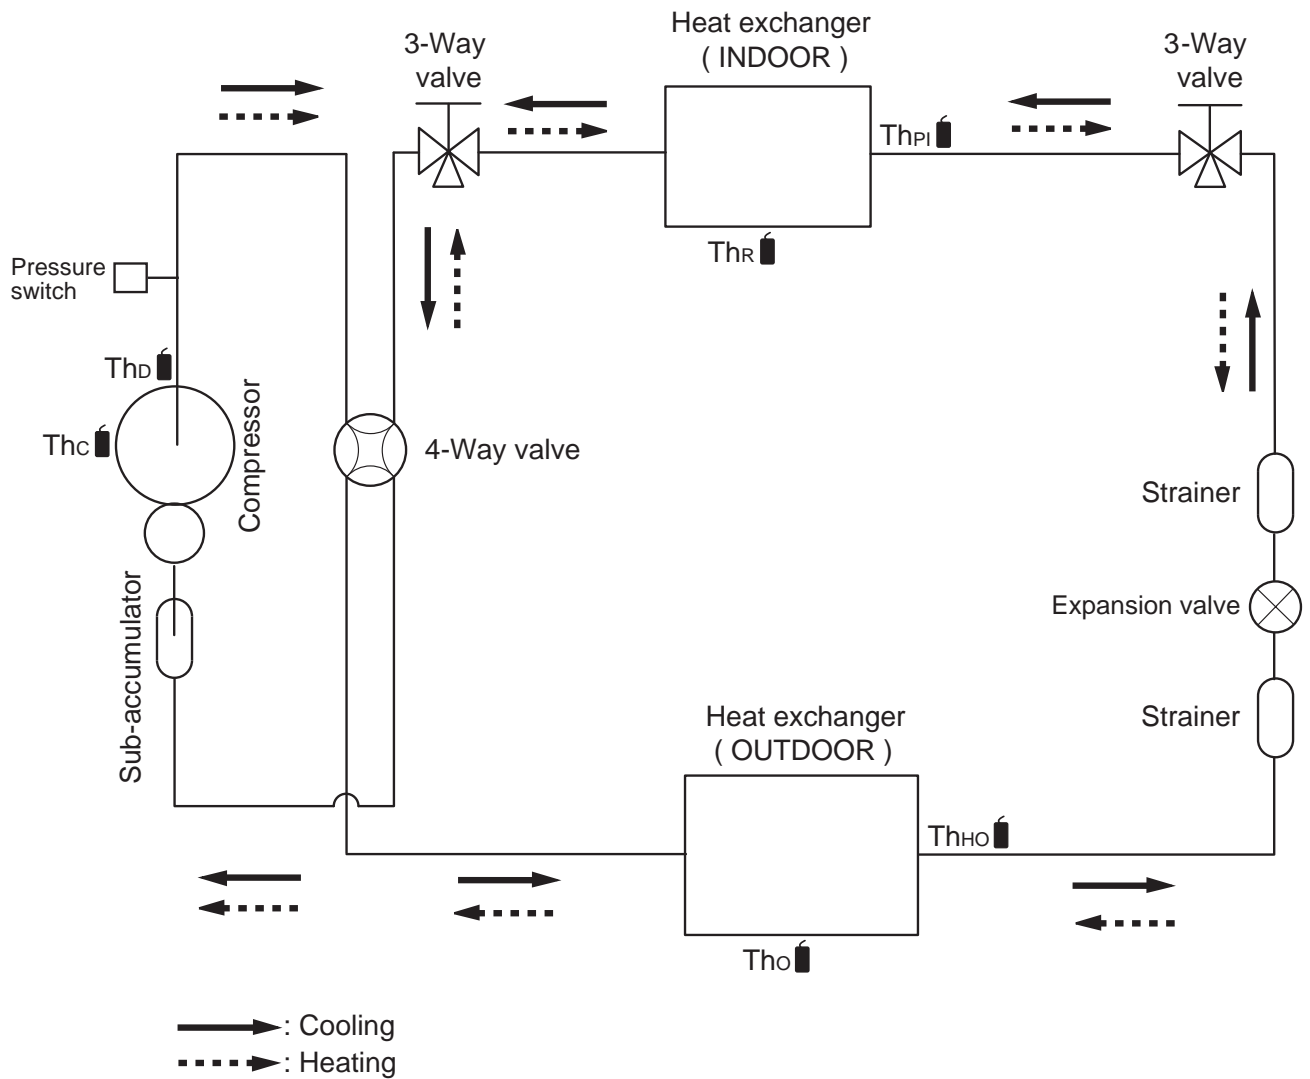 Heat exchanger
( INDOOR )
3-Way
valve
3-Way
valve
ThPI
ThR
Pressure
switch
ThD
ThC
Compressor
4-Way valve
Strainer
Expansion valve
Sub-accumulator
Strainer
Heat exchanger
( OUTDOOR )
ThHO
ThO
: Cooling
: Heating